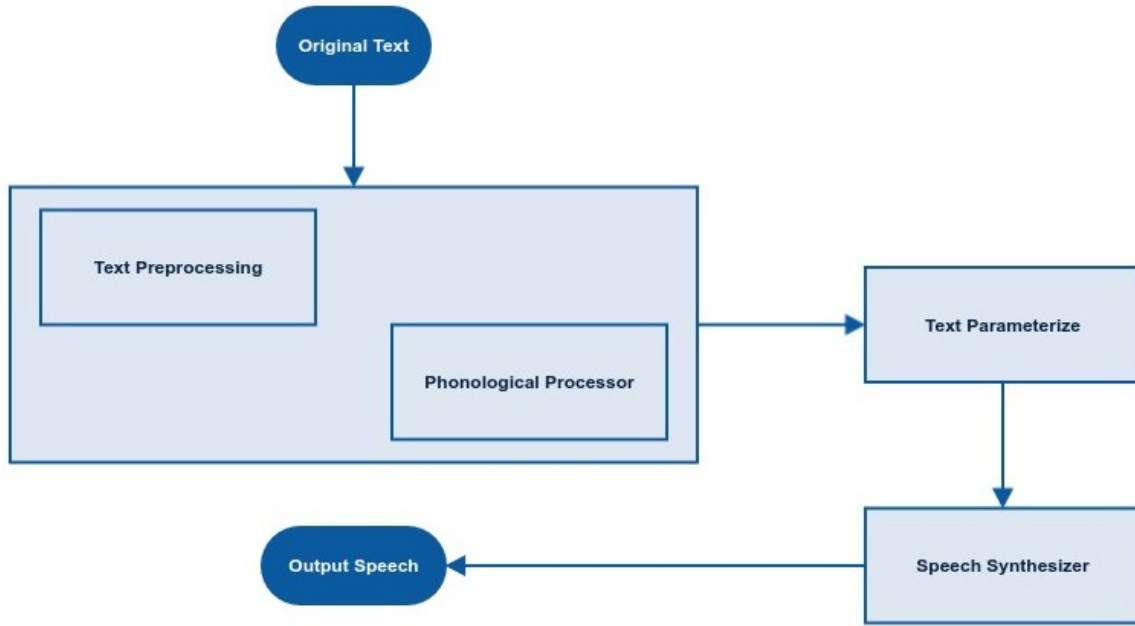 Original Text
Text Preprocessing
Phonological Processor
Text Parameterize
Speech Synthesizer
Output Speech